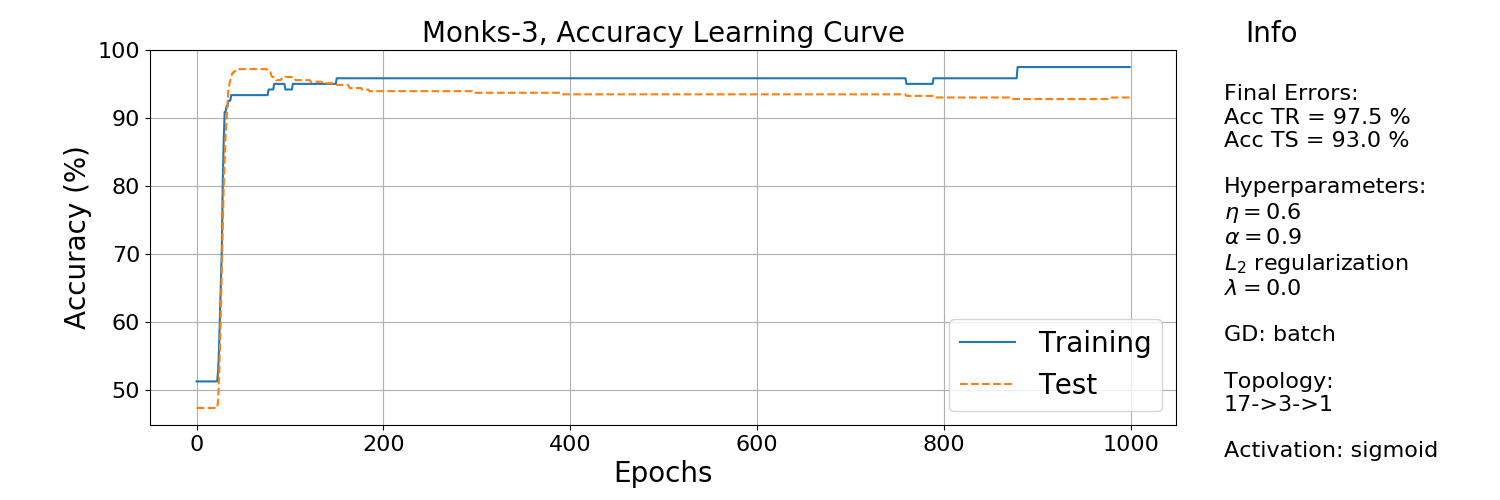 Monks-3, Accuracy Learning Curve
Info
100
90
80
70
60
50
Accuracy (%)
0 200 400 600 800 1000
Epochs
Training
Test
Final Errors:
Acc TR = 97.5 %
Acc TS = 93.0 %
Hyperparameters:
η = 0.6
α = 0.9
L₂ regularization
λ = 0.0
GD: batch
Topology:
17->3->1
Activation: sigmoid